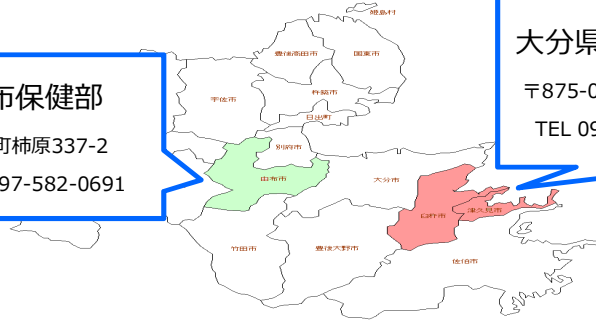 市保健部
町柿原337-2
97-582-0691
大分県
〒875-0
TEL 09
姫島村
豊後高田市
国東市
宇佐市
杵築市
日出町
別府市
由布市
大分市
臼杵市
津久見市
竹田市
豊後大野市
佐伯市